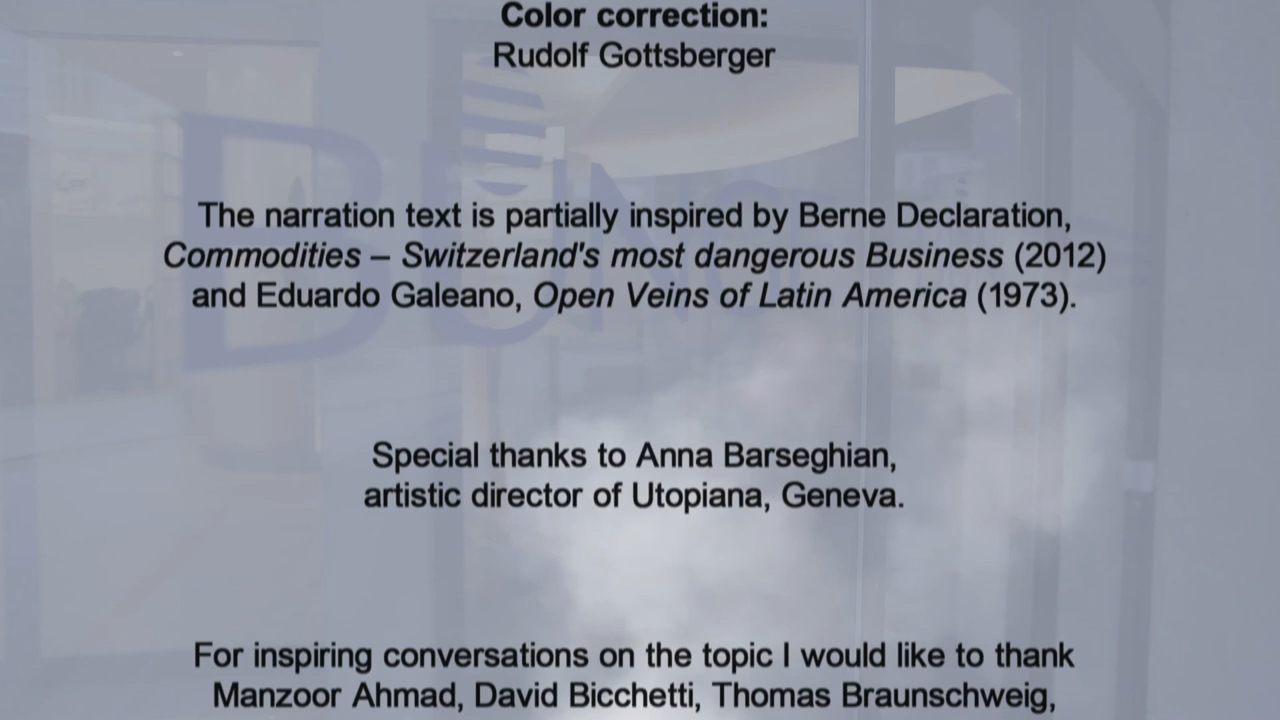 Color correction:
Rudolf Gottsberger
The narration text is partially inspired by Berne Declaration,
Commodities – Switzerland's most dangerous Business (2012)
and Eduardo Galeano, Open Veins of Latin America (1973).
Special thanks to Anna Barseghian,
artistic director of Utopiana, Geneva.
For inspiring conversations on the topic I would like to thank
Manzoor Ahmad, David Bicchetti, Thomas Braunschweig,